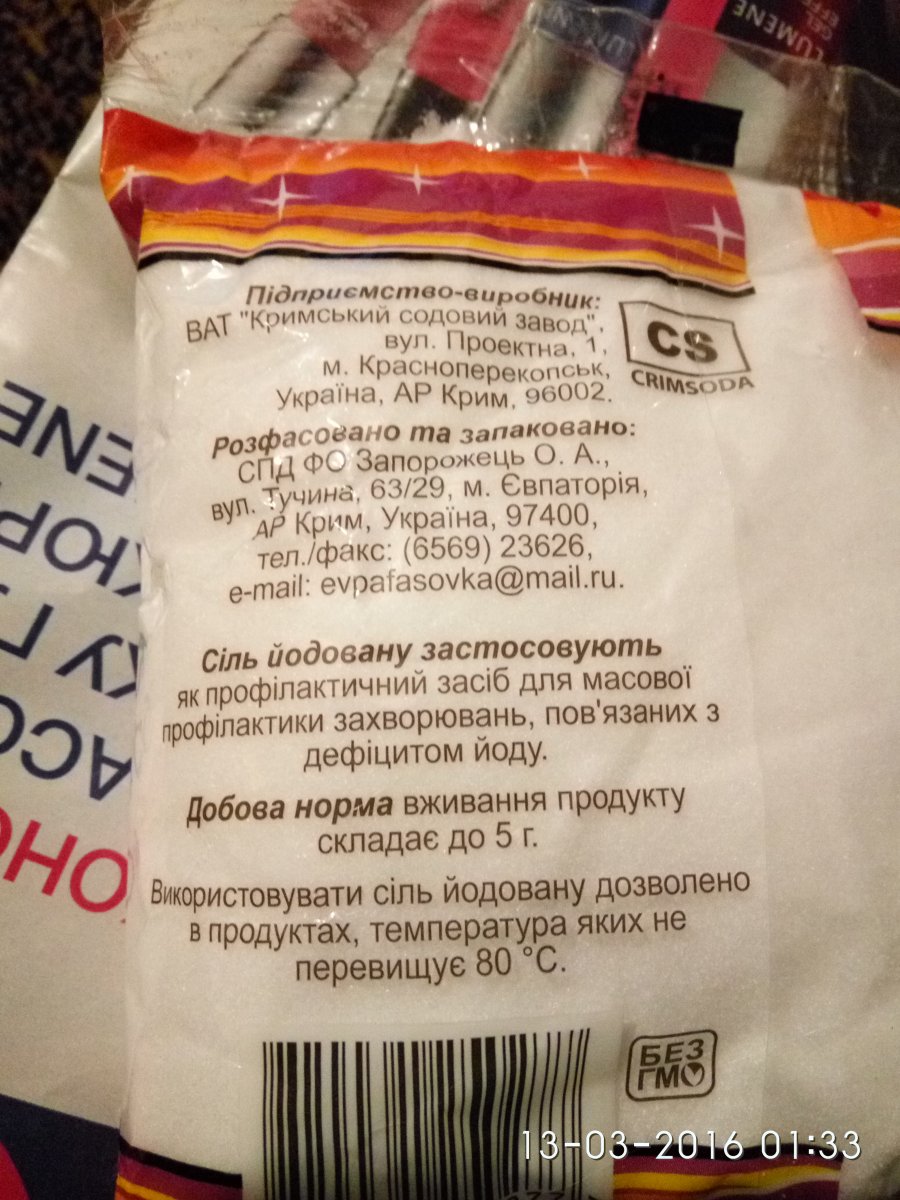 LUMENE
GEL
EFF
Підприємство-виробник:
ВАТ "Кримський содовий завод",
вул. Проектна, 1,
м. Красноперекопськ,
Україна, АР Крим, 96002.
CS
CRIMSODA
Розфасовано та запаковано:
СПД ФО Запорожець О. А.,
вул. Тучина, 63/29, м. Євпаторія,
АР Крим, Україна, 97400,
тел./факс: (6569) 23626,
e-mail: evpafasovka@mail.ru.
Сіль йодовану застосовують
як профілактичний засіб для масової
профілактики захворювань, пов'язаних з
дефіцитом йоду.
Добова норма вживання продукту
складає до 5 г.
Використовувати сіль йодовану дозволено
в продуктах, температура яких не
перевищує 80 °С.
БЕЗ
ГМО
13-03-2016 01:33